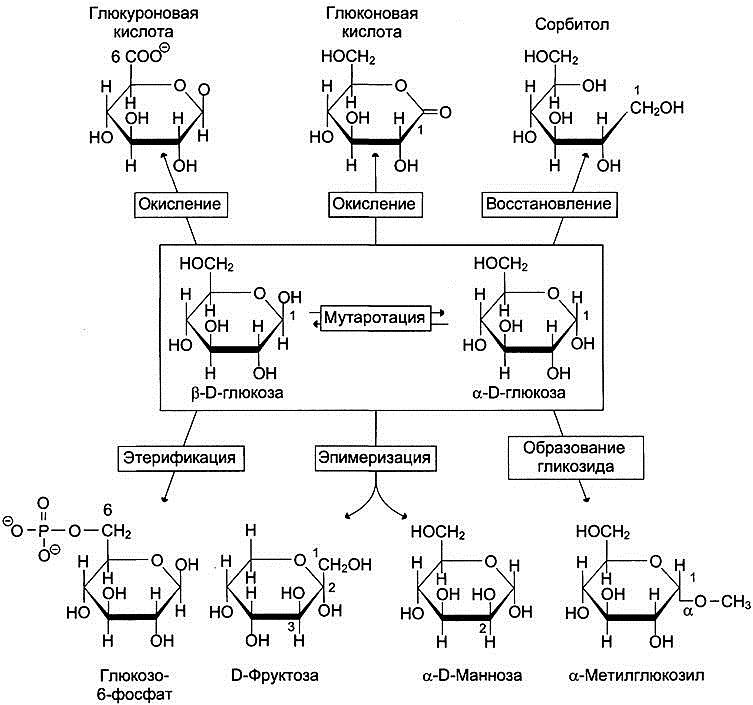 Глюкуроновая
кислота
Глюконовая
кислота
Сорбитол
6 COO⊖
O
H
H
H
OH
H
HO
O
H
OH
HOCH₂
O
H
OH
H
HO
O
1
H
OH
HOCH₂
OH
H
OH
H
HO
1
CH₂OH
H
OH
Окисление
Окисление
Восстановление
HOCH₂
O
OH
H
H
OH
H
HO
1
H
H
OH
Мутаротация
HOCH₂
O
H
H
H
OH
H
HO
1
OH
H
OH
β-D-глюкоза
α-D-глюкоза
Этерификация
Эпимеризация
Образование
гликозида
O
⊖O–P–O–CH₂
6
O⊖
O
OH
H
H
OH
H
HO
H
H
OH
H
O
1
CH₂OH
H
H
HO
HO
2
OH
OH
3
H
HOCH₂
O
H
H
H
OH
HO
HO
OH
2
H
H
HOCH₂
O
H
1
H
H
OH
H
HO
O–CH₃
α
H
OH
Глюкозо-
6-фосфат
D-Фруктоза
α-D-Манноза
α-Метилглюкозил